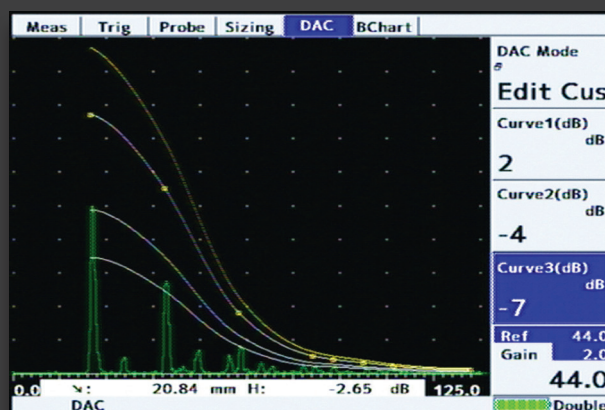 Meas Trig Probe Sizing DAC BChart
DAC Mode
Edit Cus
Curve1(dB)
dB
2
Curve2(dB)
dB
-4
Curve3(dB)
dB
-7
Ref 44.0
Gain 2.0
44.0
0.0 ↘: 20.84 mm H: -2.65 dB 125.0
DAC
Double